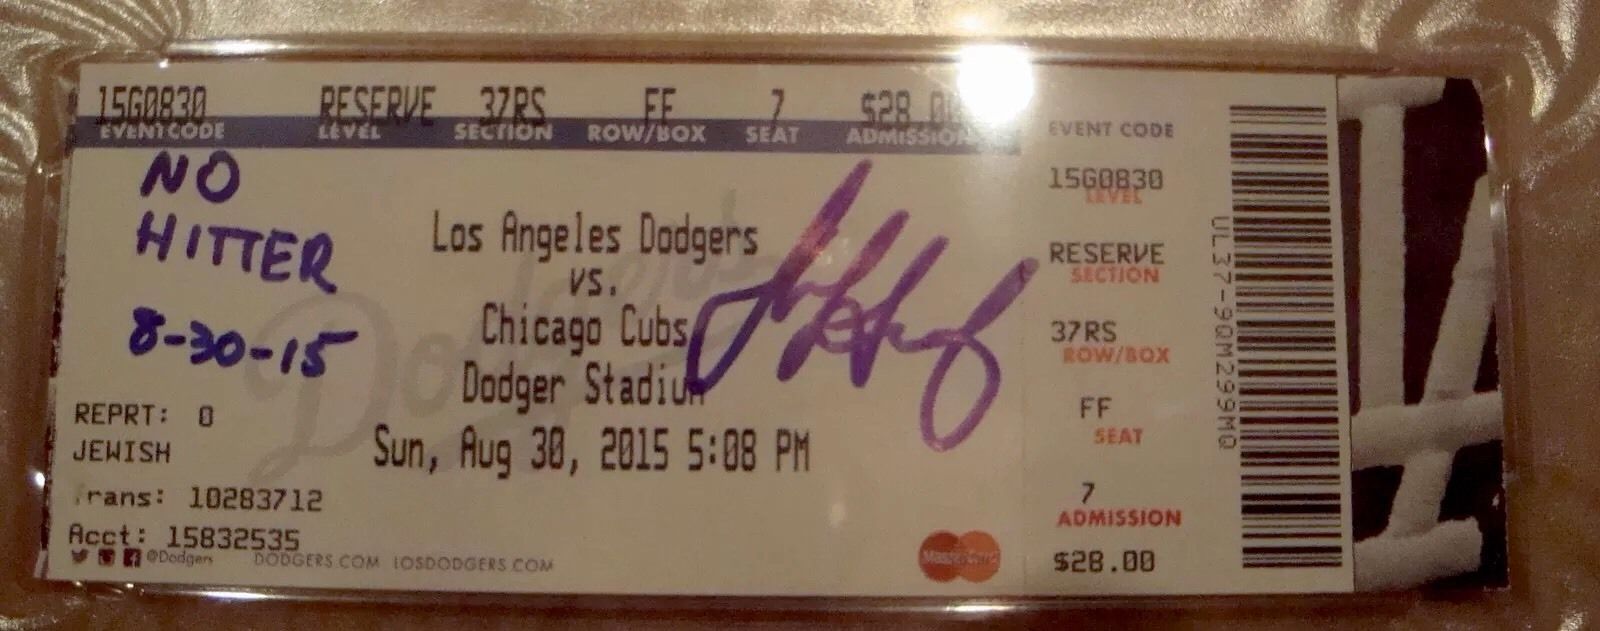 15G0830 RESERVE 37RS FF 7 $28.00
EVENT CODE LEVEL SECTION ROW/BOX SEAT ADMISSION
NO
HITTER
8-30-15
Los Angeles Dodgers
vs.
Chicago Cubs
Dodger Stadium
Sun, Aug 30, 2015 5:08 PM
Dodgers
REPRT: 0
JEWISH
Trans: 10283712
Acct: 15832535
@Dodgers DODGERS.COM LOSDODGERS.COM
MasterCard
EVENT CODE
15G0830
LEVEL
RESERVE
SECTION
37RS
ROW/BOX
FF
SEAT
7
ADMISSION
$28.00
UL37-9QM299MQ